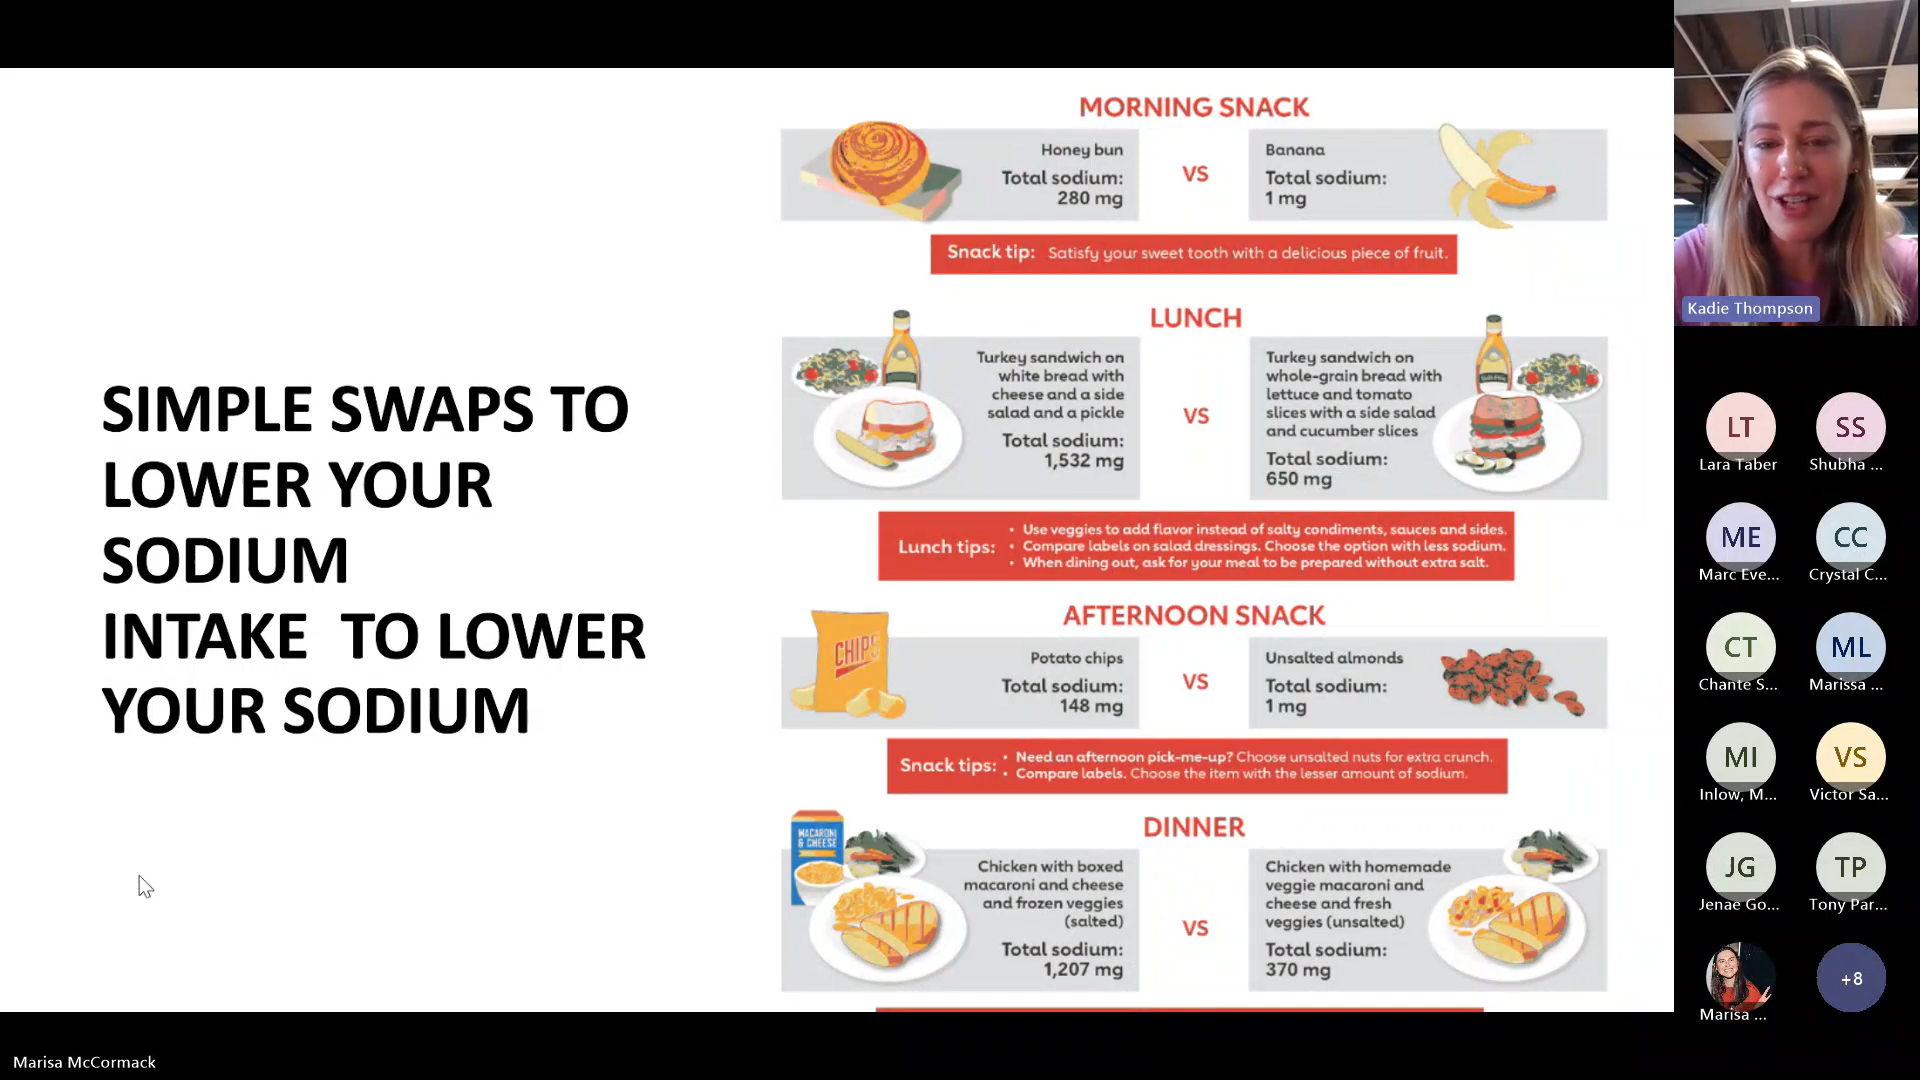 SIMPLE SWAPS TO
LOWER YOUR
SODIUM
INTAKE  TO LOWER
YOUR SODIUM
MORNING SNACK
Honey bun
Total sodium:
280 mg
VS
Banana
Total sodium:
1 mg
Snack tip: Satisfy your sweet tooth with a delicious piece of fruit.
LUNCH
Turkey sandwich on
white bread with
cheese and a side
salad and a pickle
Total sodium:
1,532 mg
VS
Turkey sandwich on
whole-grain bread with
lettuce and tomato
slices with a side salad
and cucumber slices
Total sodium:
650 mg
Lunch tips:
• Use veggies to add flavor instead of salty condiments, sauces and sides.
• Compare labels on salad dressings. Choose the option with less sodium.
• When dining out, ask for your meal to be prepared without extra salt.
AFTERNOON SNACK
CHIPS
Potato chips
Total sodium:
148 mg
VS
Unsalted almonds
Total sodium:
1 mg
Snack tips:
• Need an afternoon pick-me-up? Choose unsalted nuts for extra crunch.
• Compare labels. Choose the item with the lesser amount of sodium.
DINNER
MACARONI
& CHEESE
Chicken with boxed
macaroni and cheese
and frozen veggies
(salted)
Total sodium:
1,207 mg
VS
Chicken with homemade
veggie macaroni and
cheese and fresh
veggies (unsalted)
Total sodium:
370 mg
Kadie Thompson
LT
Lara Taber
SS
Shubha ...
ME
Marc Eve...
CC
Crystal C...
CT
Chante S...
ML
Marissa ...
MI
Inlow, M...
VS
Victor Sa...
JG
Jenae Go...
TP
Tony Par...
Marisa ...
+8
Marisa McCormack